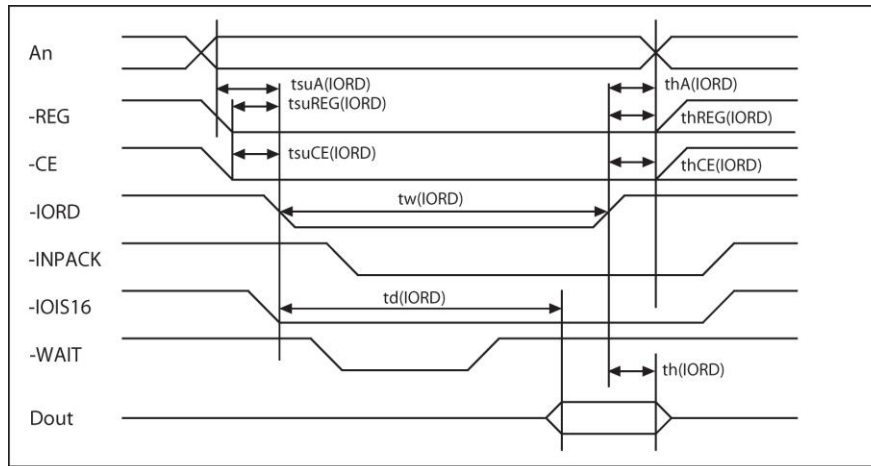 An
tsuA(IORD)
thA(IORD)
tsuREG(IORD)
-REG
thREG(IORD)
-CE
tsuCE(IORD)
thCE(IORD)
-IORD
tw(IORD)
-INPACK
-IOIS16
td(IORD)
-WAIT
th(IORD)
Dout